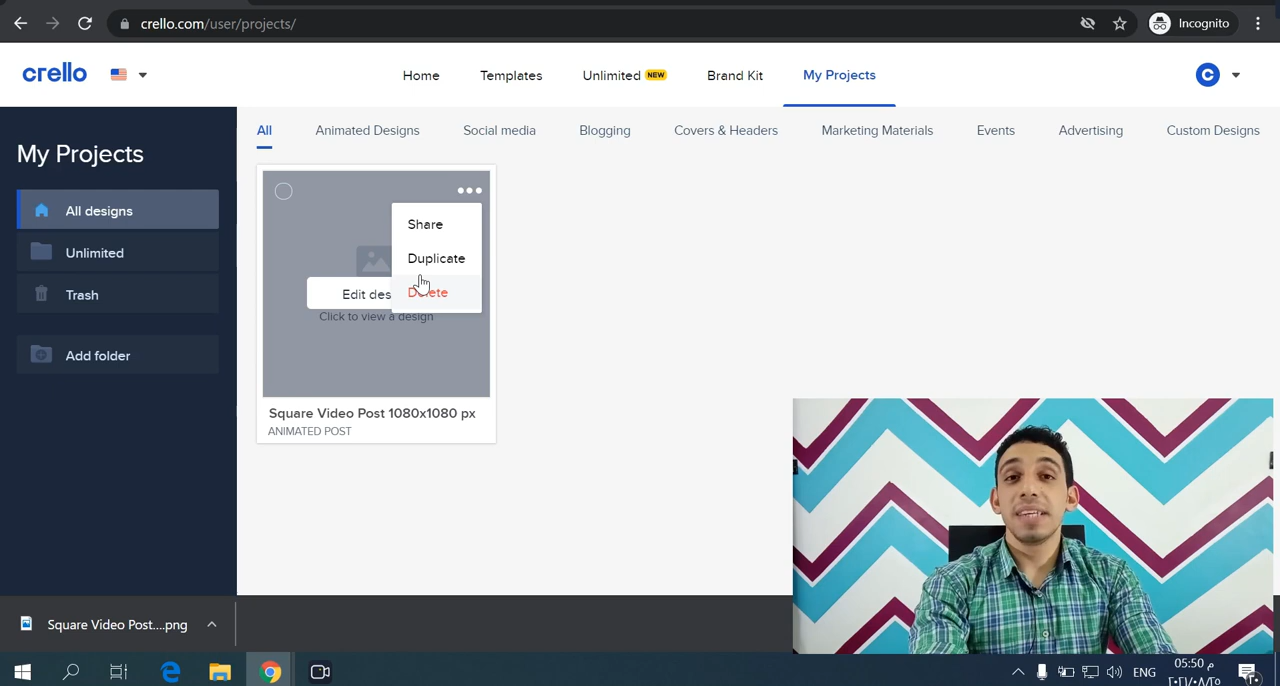 crello.com/user/projects/
Incognito
crello
Home
Templates
Unlimited NEW
Brand Kit
My Projects
C
My Projects
All designs
Unlimited
Trash
Add folder
All
Animated Designs
Social media
Blogging
Covers & Headers
Marketing Materials
Events
Advertising
Custom Designs
Share
Duplicate
Delete
Edit des
Click to view a design
Square Video Post 1080x1080 px
ANIMATED POST
Square Video Post....png
ENG
05:50 م